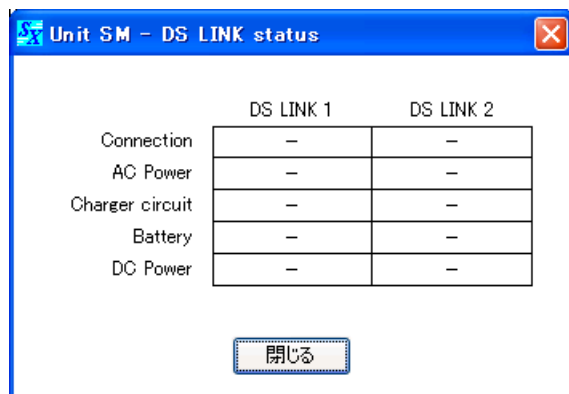 SX Unit SM - DS LINK status
DS LINK 1 DS LINK 2
Connection - -
AC Power - -
Charger circuit - -
Battery - -
DC Power - -
閉じる